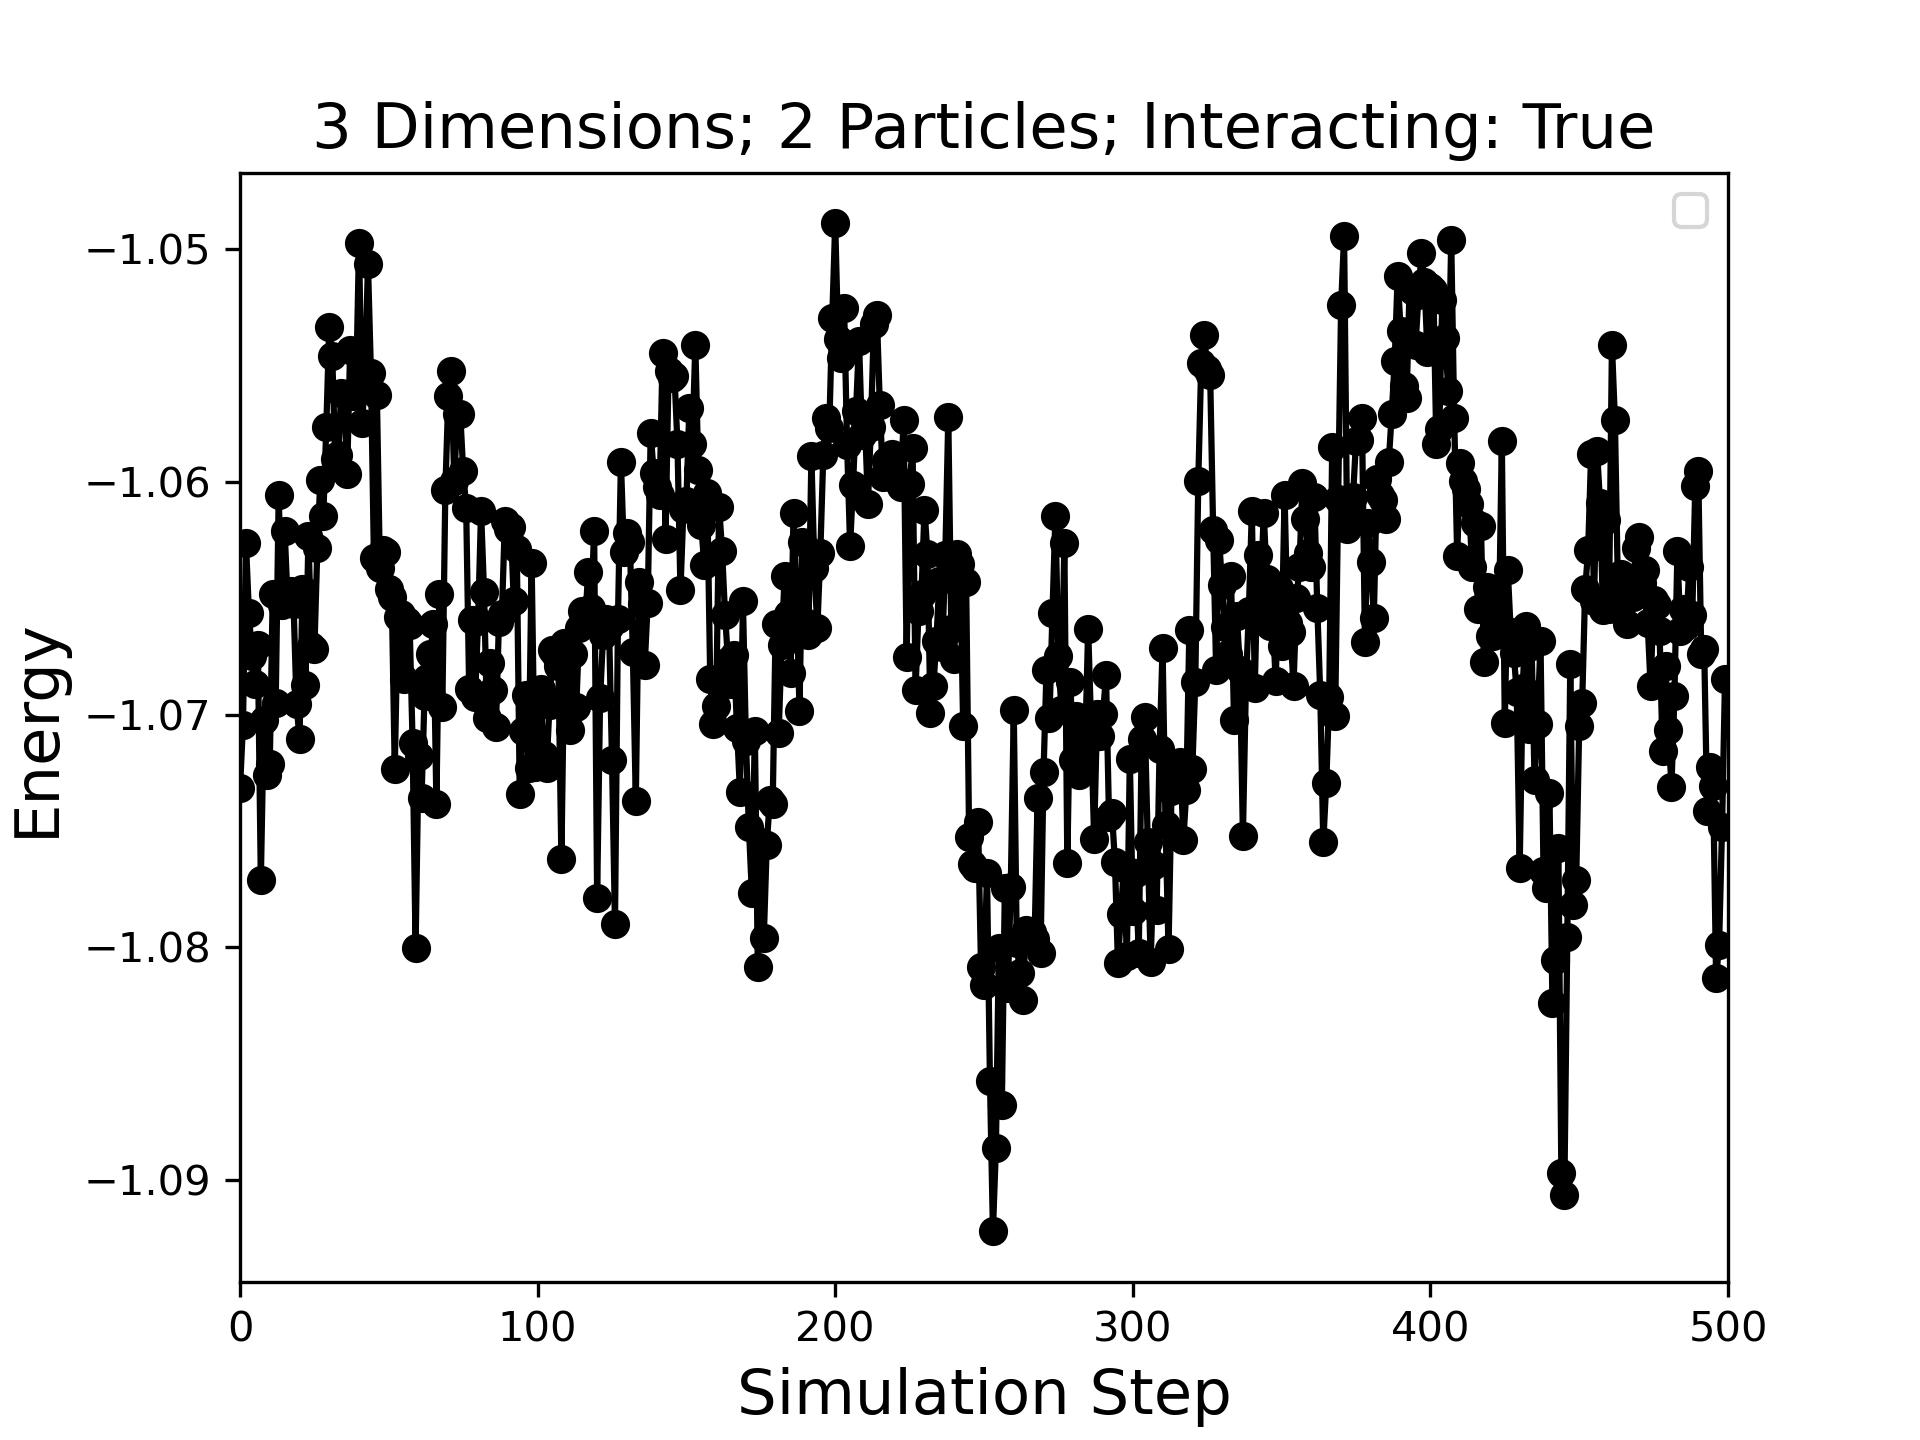 3 Dimensions; 2 Particles; Interacting: True
Energy
−1.05
−1.06
−1.07
−1.08
−1.09
0 100 200 300 400 500
Simulation Step